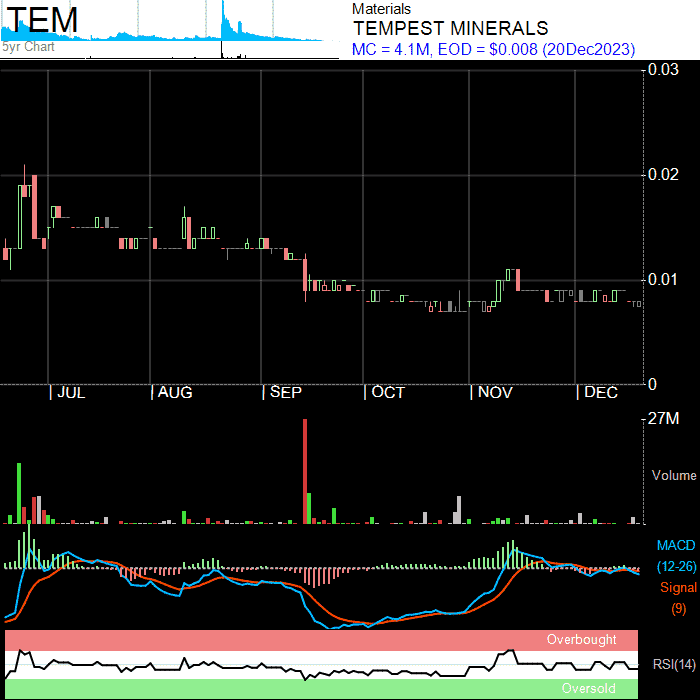 TEM
5yr Chart
Materials
TEMPEST MINERALS
MC = 4.1M, EOD = $0.008 (20Dec2023)
0.03
0.02
0.01
0
JUL AUG SEP OCT NOV DEC
27M
Volume
MACD
(12-26)
Signal
(9)
Overbought
RSI(14)
Oversold